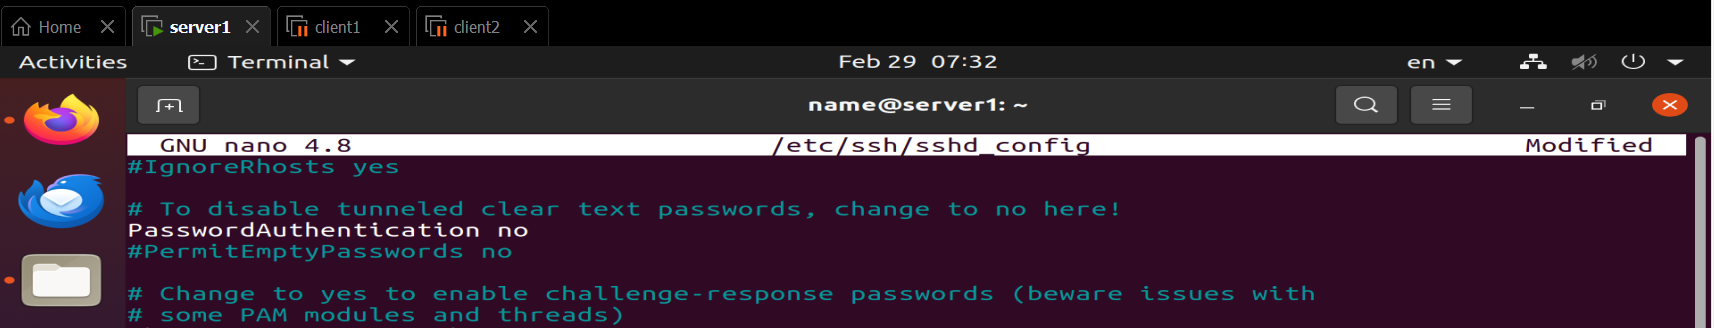 Home
server1
client1
client2
Activities
Terminal
Feb 29 07:32
en
name@server1: ~
GNU nano 4.8 /etc/ssh/sshd_config Modified
#IgnoreRhosts yes
# To disable tunneled clear text passwords, change to no here!
PasswordAuthentication no
#PermitEmptyPasswords no
# Change to yes to enable challenge-response passwords (beware issues with
# some PAM modules and threads)